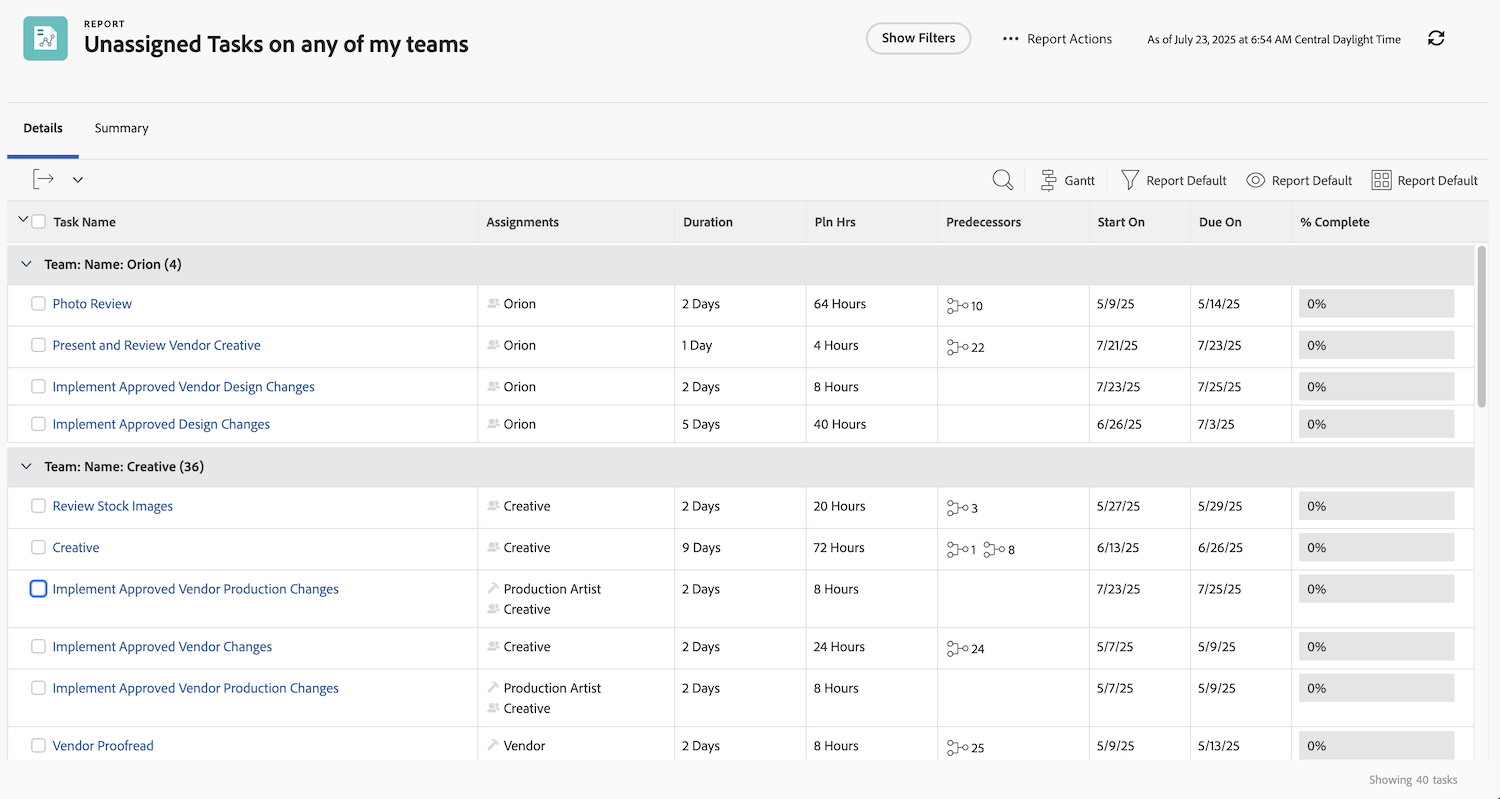 REPORT
Unassigned Tasks on any of my teams
Show Filters
Report Actions
As of July 23, 2025 at 6:54 AM Central Daylight Time
Details Summary
Gantt Report Default Report Default Report Default
Task Name Assignments Duration Pln Hrs Predecessors Start On Due On % Complete
Team: Name: Orion (4)
Photo Review Orion 2 Days 64 Hours 10 5/9/25 5/14/25 0%
Present and Review Vendor Creative Orion 1 Day 4 Hours 22 7/21/25 7/23/25 0%
Implement Approved Vendor Design Changes Orion 2 Days 8 Hours 7/23/25 7/25/25 0%
Implement Approved Design Changes Orion 5 Days 40 Hours 6/26/25 7/3/25 0%
Team: Name: Creative (36)
Review Stock Images Creative 2 Days 20 Hours 3 5/27/25 5/29/25 0%
Creative Creative 9 Days 72 Hours 1 8 6/13/25 6/26/25 0%
Implement Approved Vendor Production Changes Production Artist 2 Days 8 Hours 7/23/25 7/25/25 0%
Creative
Implement Approved Vendor Changes Creative 2 Days 24 Hours 24 5/7/25 5/9/25 0%
Implement Approved Vendor Production Changes Production Artist 2 Days 8 Hours 5/7/25 5/9/25 0%
Creative
Vendor Proofread Vendor 2 Days 8 Hours 25 5/9/25 5/13/25 0%
Showing 40 tasks